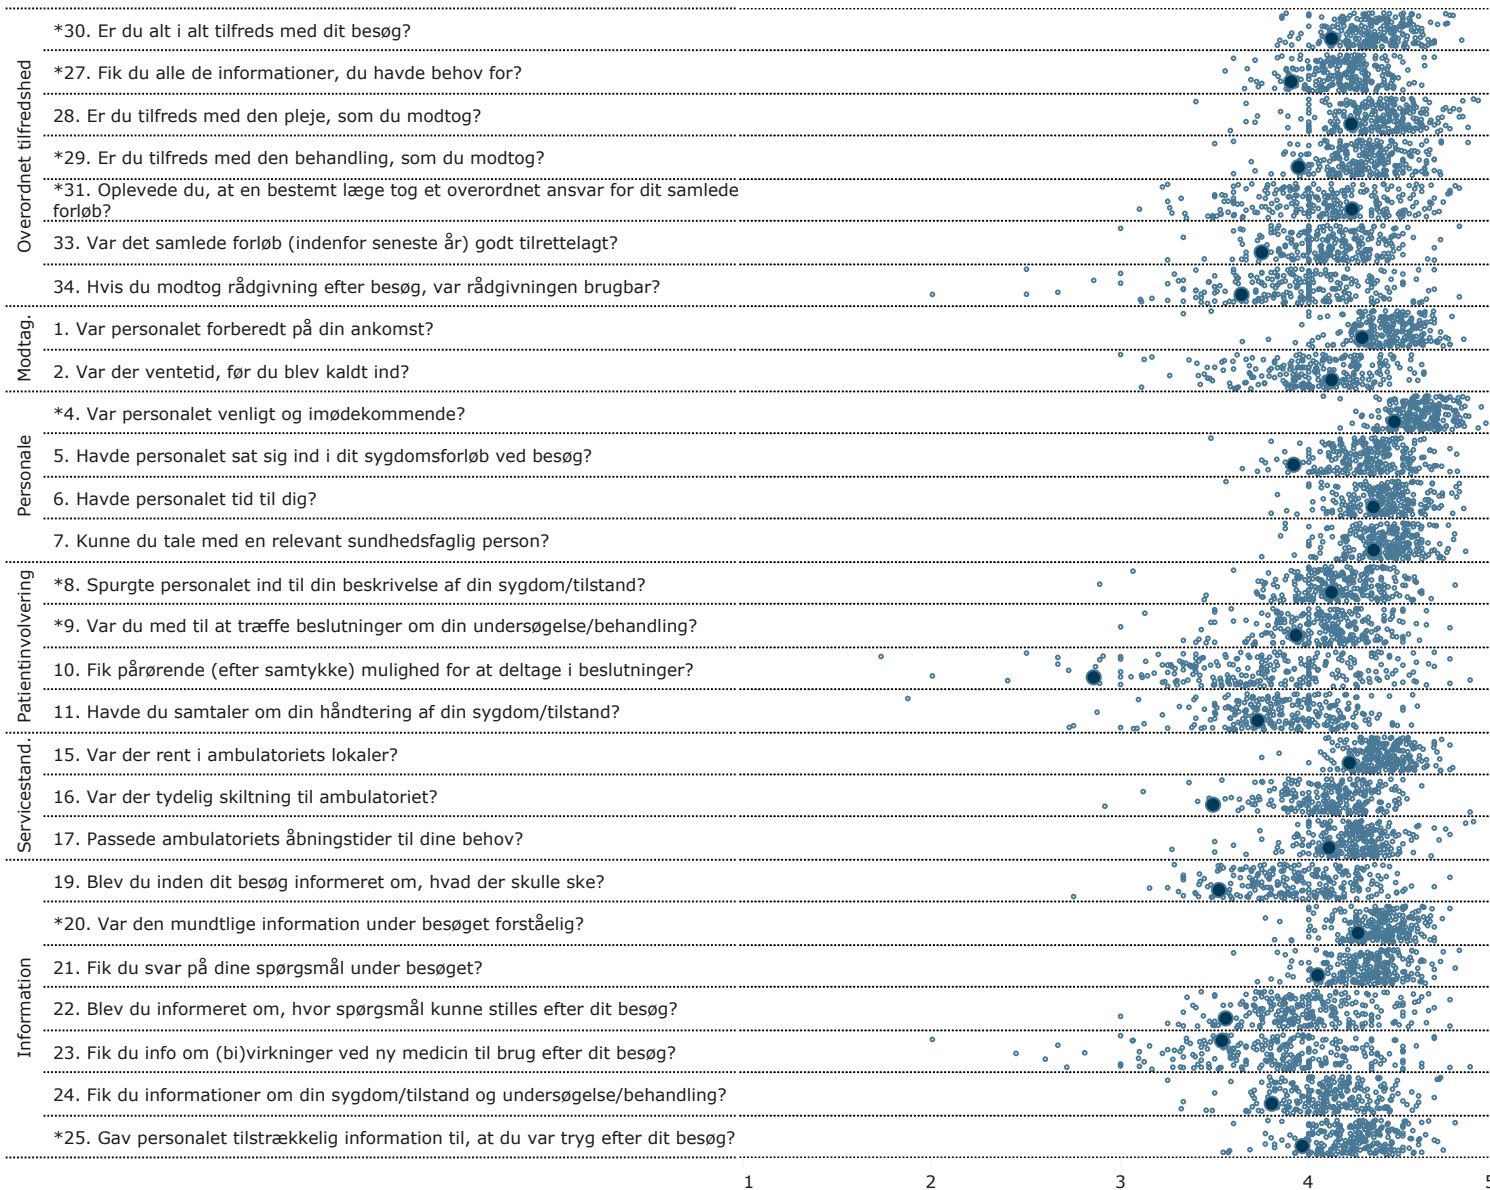 Overordnet tilfredshed
*30. Er du alt i alt tilfreds med dit besøg?
*27. Fik du alle de informationer, du havde behov for?
28. Er du tilfreds med den pleje, som du modtog?
*29. Er du tilfreds med den behandling, som du modtog?
*31. Oplevede du, at en bestemt læge tog et overordnet ansvar for dit samlede
forløb?
33. Var det samlede forløb (indenfor seneste år) godt tilrettelagt?
34. Hvis du modtog rådgivning efter besøg, var rådgivningen brugbar?
Modtag.
1. Var personalet forberedt på din ankomst?
2. Var der ventetid, før du blev kaldt ind?
Personale
*4. Var personalet venligt og imødekommende?
5. Havde personalet sat sig ind i dit sygdomsforløb ved besøg?
6. Havde personalet tid til dig?
7. Kunne du tale med en relevant sundhedsfaglig person?
Patientinvolvering
*8. Spurgte personalet ind til din beskrivelse af din sygdom/tilstand?
*9. Var du med til at træffe beslutninger om din undersøgelse/behandling?
10. Fik pårørende (efter samtykke) mulighed for at deltage i beslutninger?
11. Havde du samtaler om din håndtering af din sygdom/tilstand?
Servicestand.
15. Var der rent i ambulatoriets lokaler?
16. Var der tydelig skiltning til ambulatoriet?
17. Passede ambulatoriets åbningstider til dine behov?
Information
19. Blev du inden dit besøg informeret om, hvad der skulle ske?
*20. Var den mundtlige information under besøget forståelig?
21. Fik du svar på dine spørgsmål under besøget?
22. Blev du informeret om, hvor spørgsmål kunne stilles efter dit besøg?
23. Fik du info om (bi)virkninger ved ny medicin til brug efter dit besøg?
24. Fik du informationer om din sygdom/tilstand og undersøgelse/behandling?
*25. Gav personalet tilstrækkelig information til, at du var tryg efter dit besøg?
1 2 3 4 5